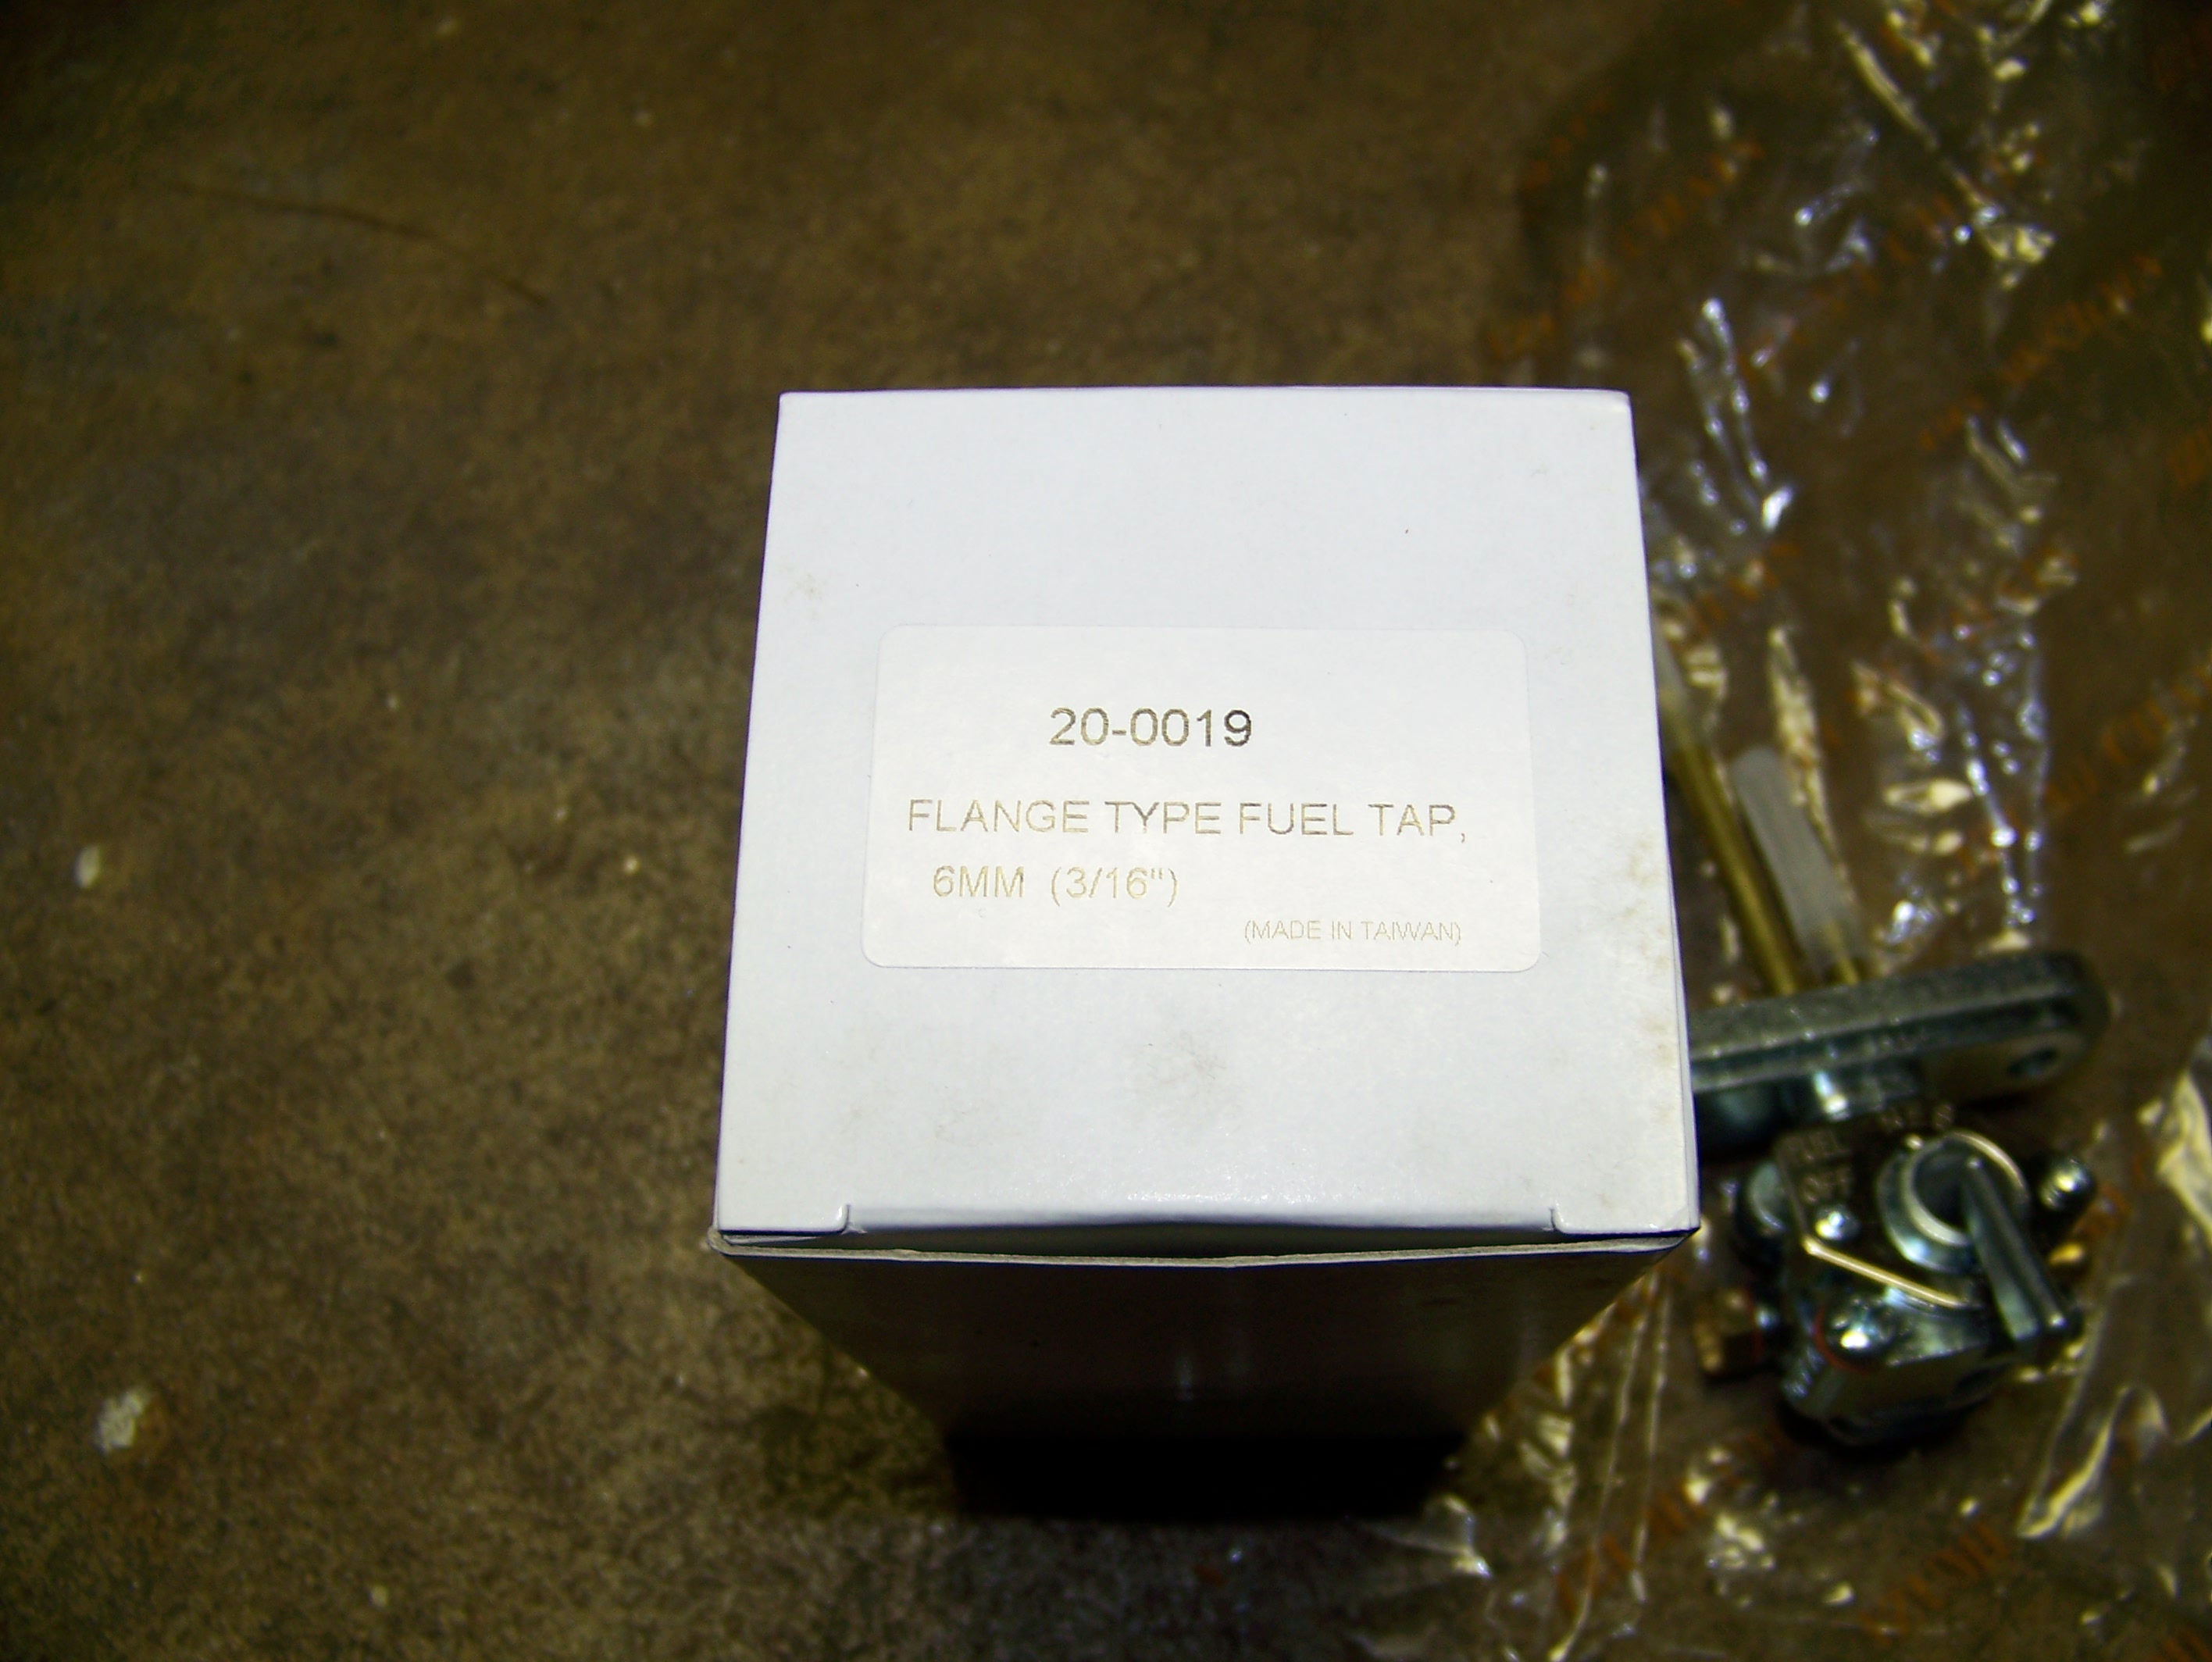 20-0019
FLANGE TYPE FUEL TAP,
6MM (3/16")
(MADE IN TAIWAN)